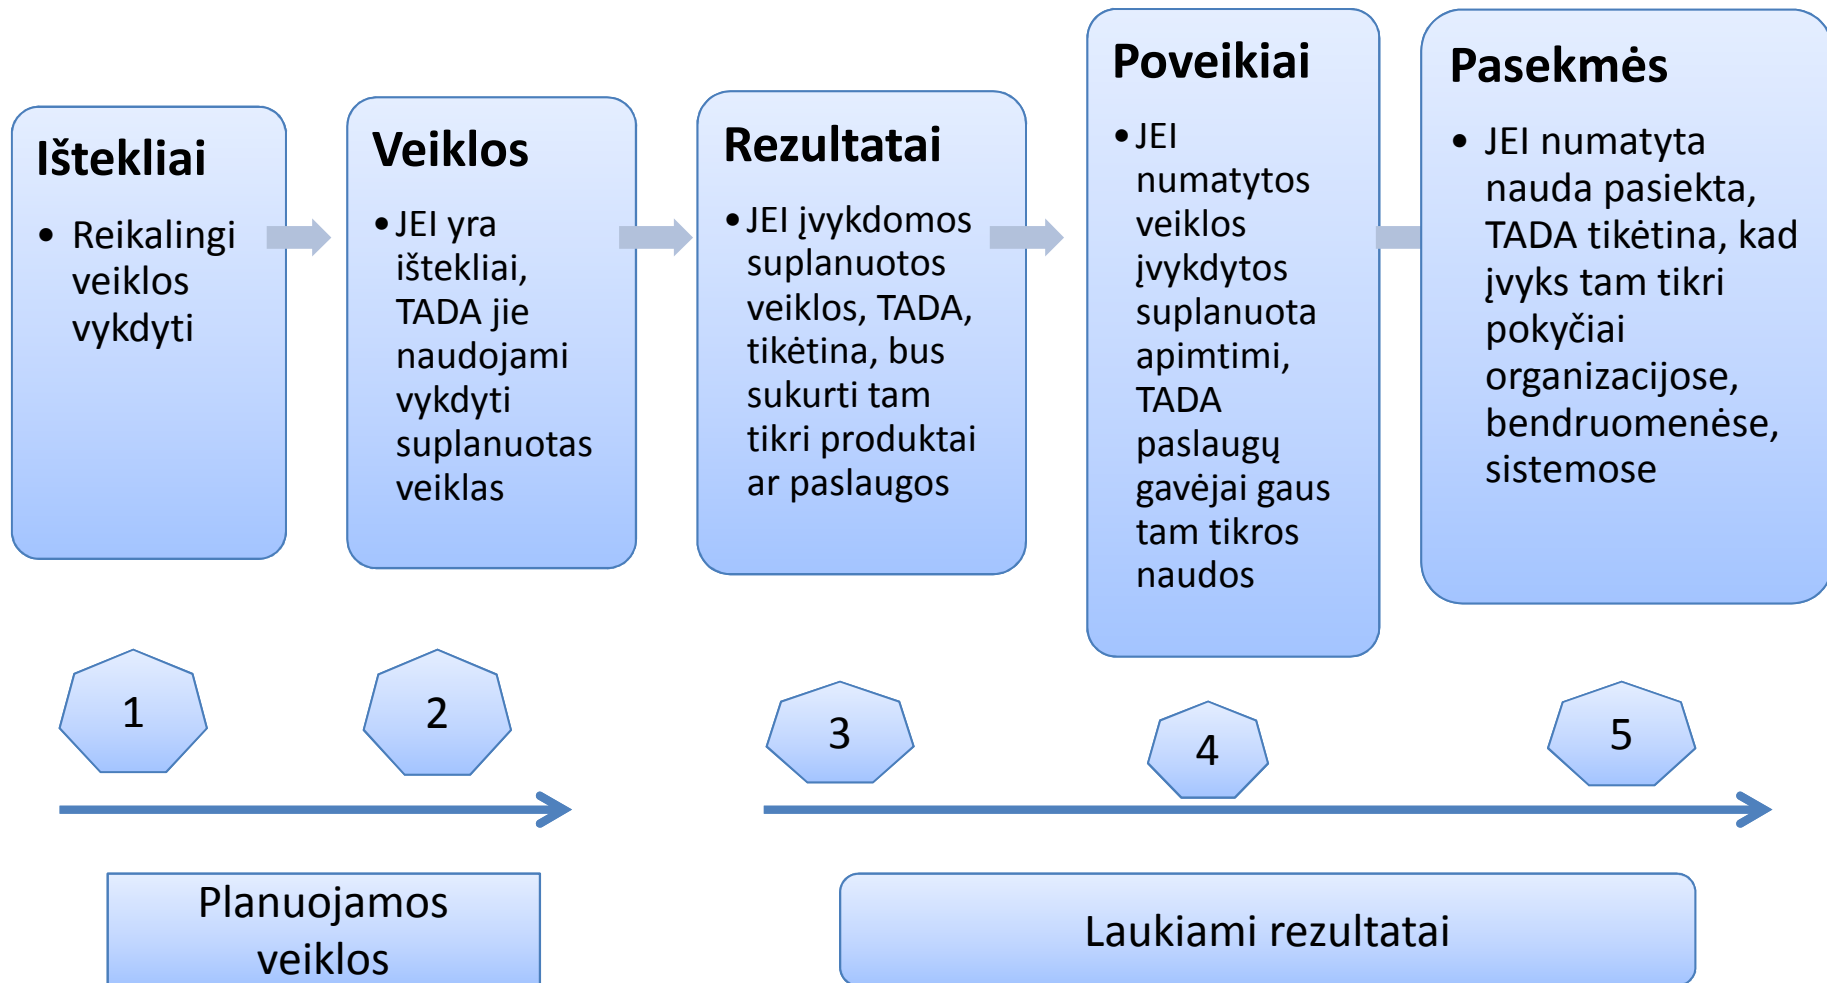 Ištekliai
• Reikalingi
veiklos
vykdyti
Veiklos
• JEI yra
ištekliai,
TADA jie
naudojami
vykdyti
suplanuotas
veiklas
Rezultatai
• JEI įvykdomos
suplanuotos
veiklos, TADA,
tikėtina, bus
sukurti tam
tikri produktai
ar paslaugos
Poveikiai
• JEI
numatytos
veiklos
įvykdytos
suplanuota
apimtimi,
TADA
paslaugų
gavėjai gaus
tam tikros
naudos
Pasekmės
• JEI numatyta
nauda pasiekta,
TADA tikėtina, kad
įvyks tam tikri
pokyčiai
organizacijose,
bendruomenėse,
sistemose
1
2
3
4
5
Planuojamos
veiklos
Laukiami rezultatai